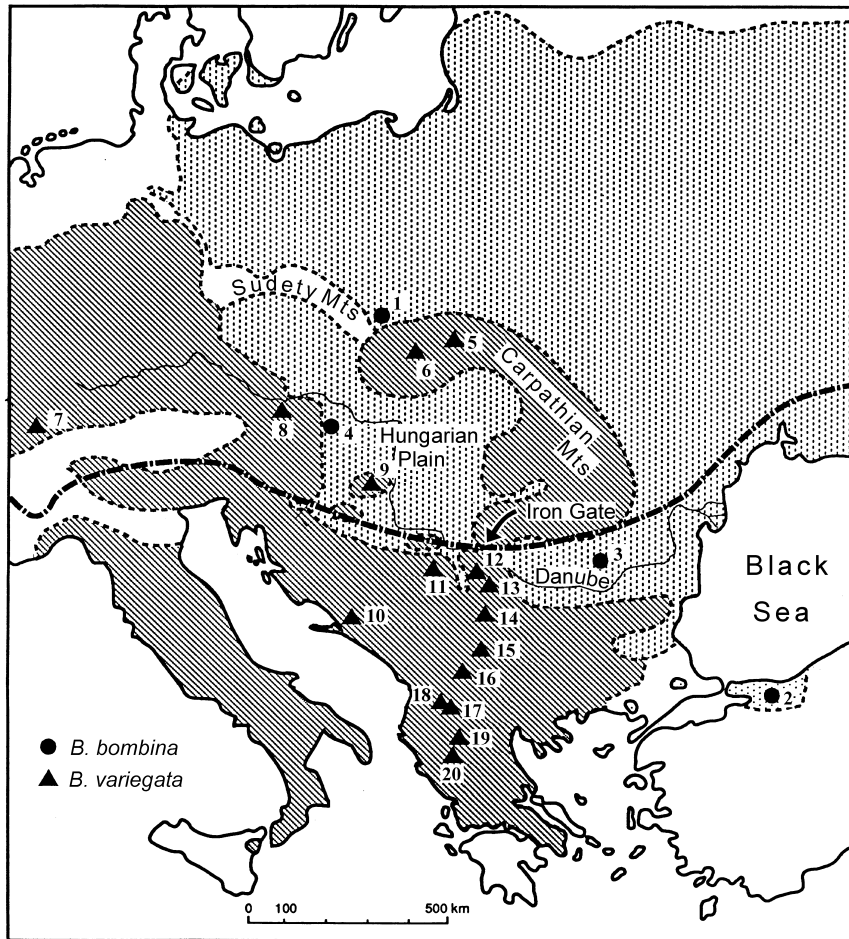 Sudety Mts
1
5
6
Carpathian
Mts
7
8
4
Hungarian
Plain
9
Iron Gate
12
3
Danube
11
13
Black
Sea
10
14
15
16
18
17
2
19
20
B. bombina
B. variegata
0 100 500 km